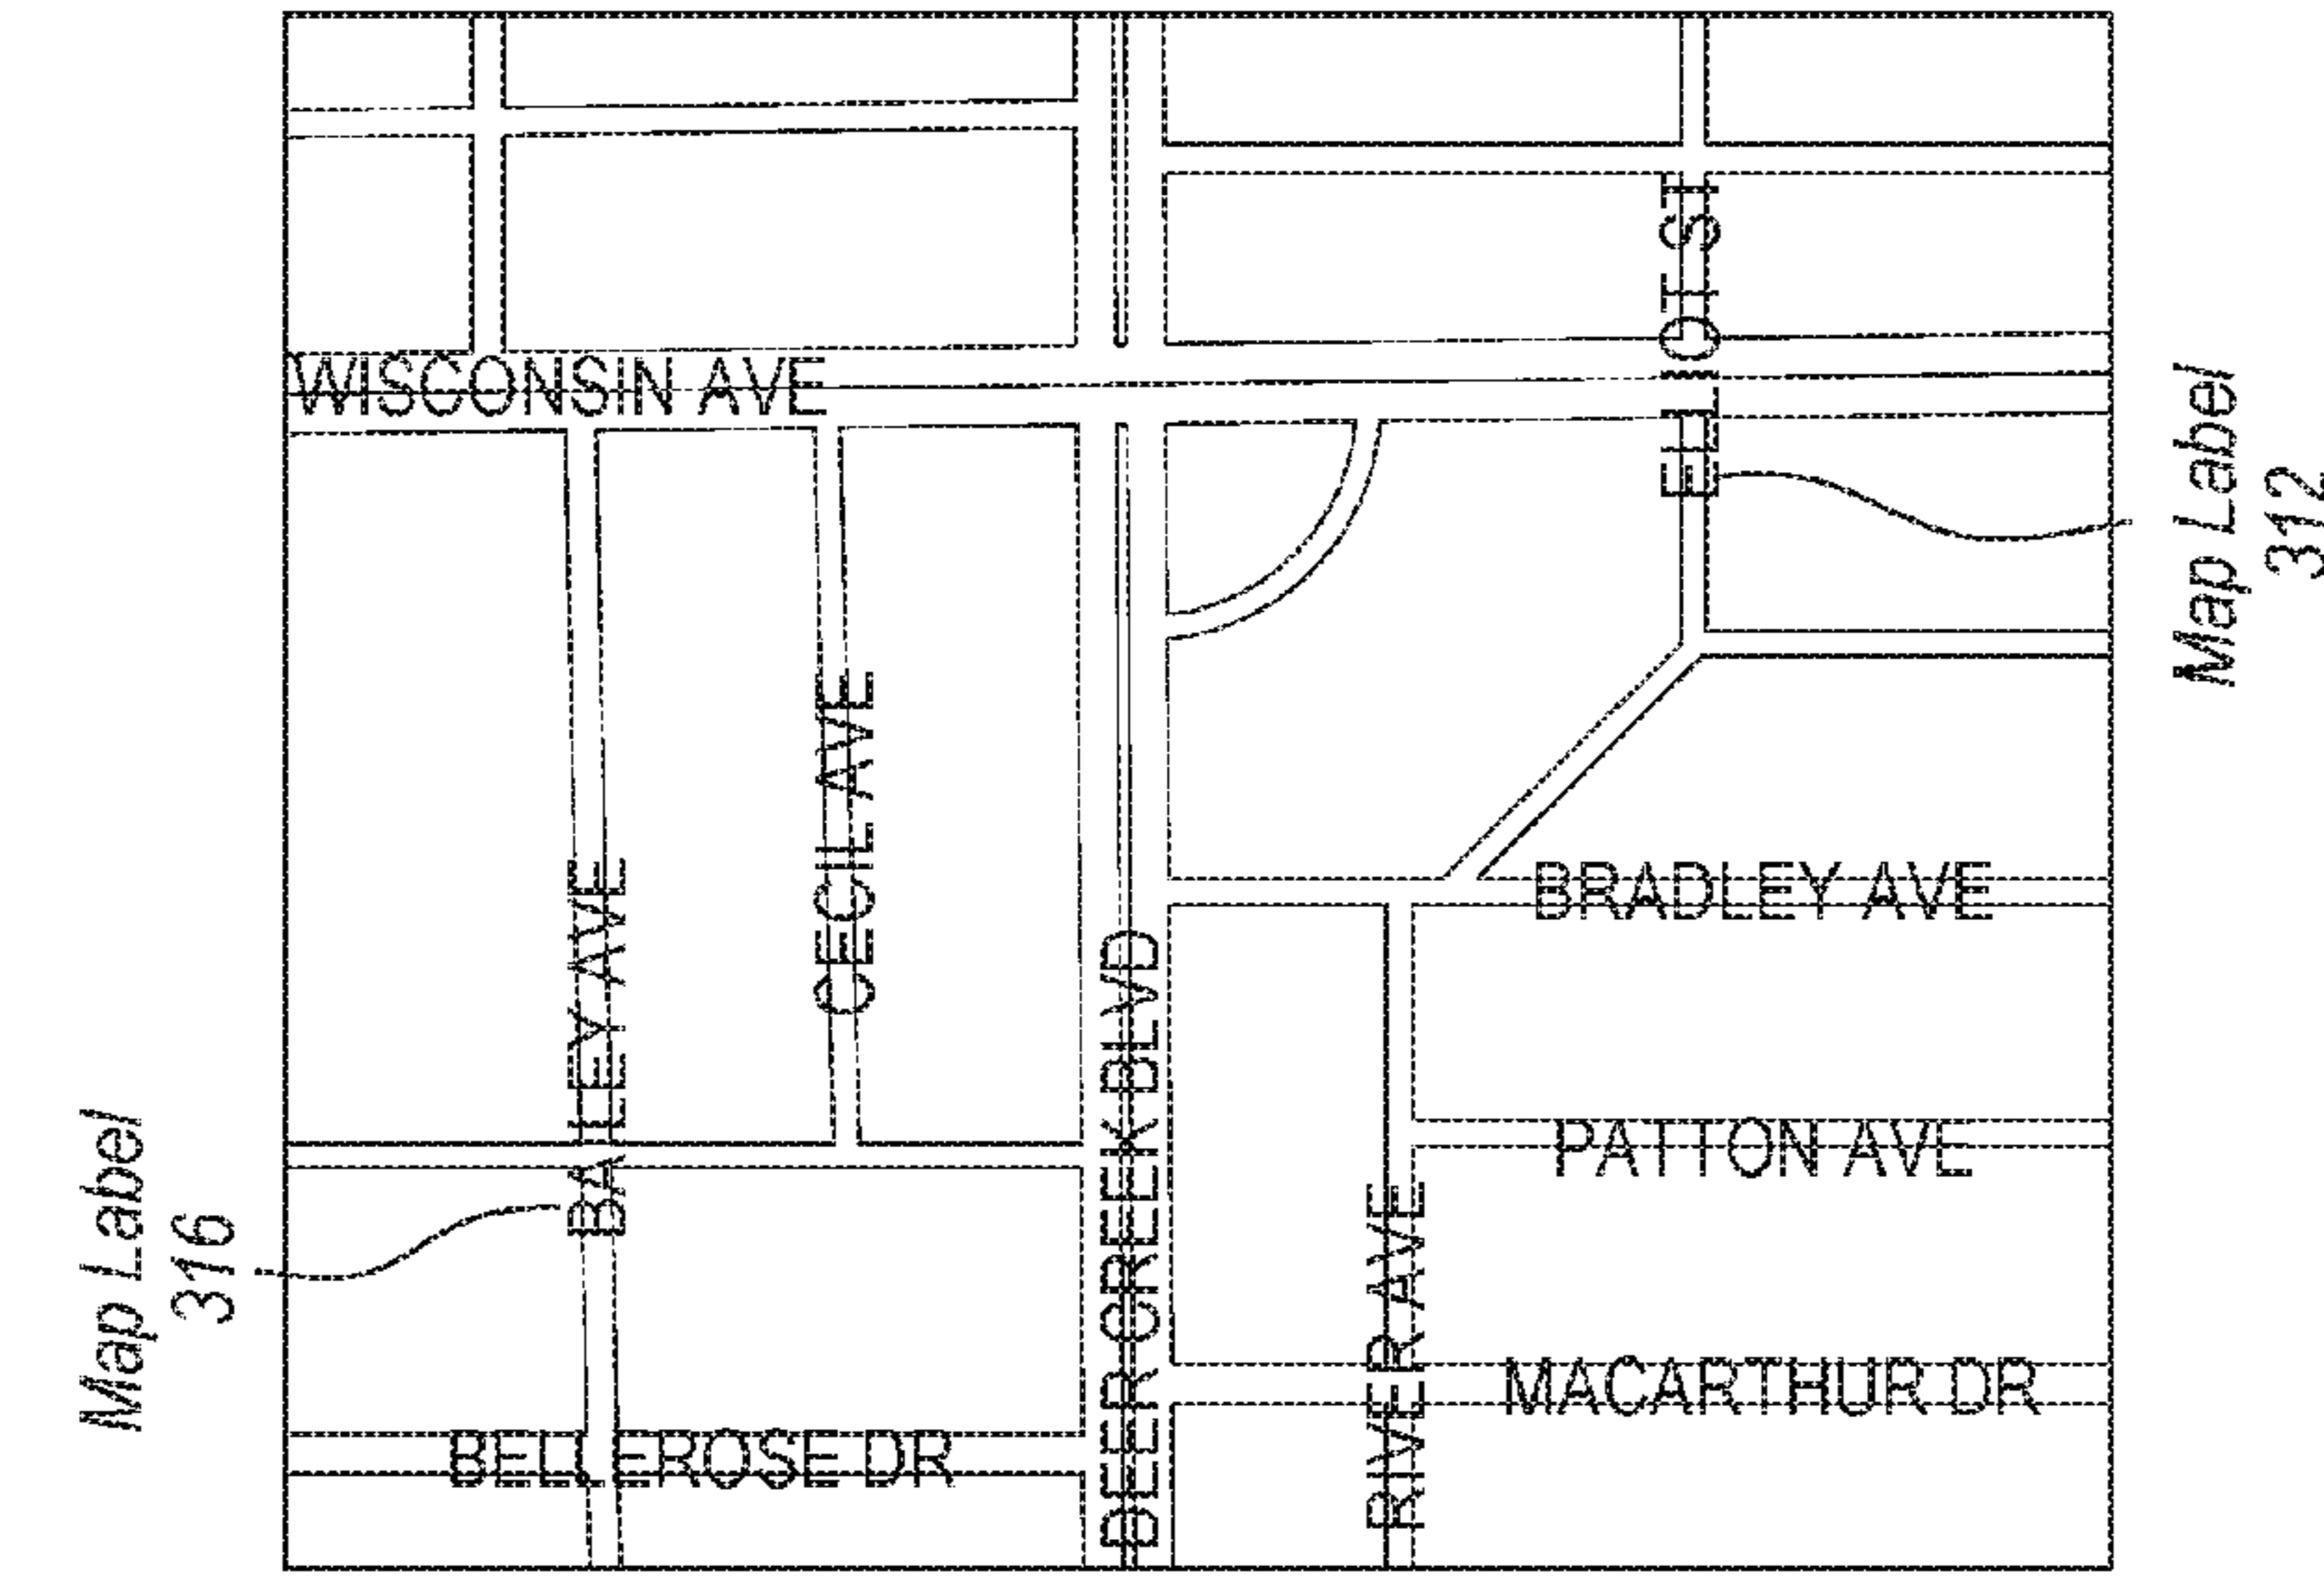 WISCONSIN AVE
ELLIOT ST
Map Label
312
CECIL AVE
BAILEY AVE
BRADLEY AVE
DEER CREEK BLVD
PATTON AVE
Map Label
316
RIVER AVE
MACARTHUR DR
BELLEROSE DR